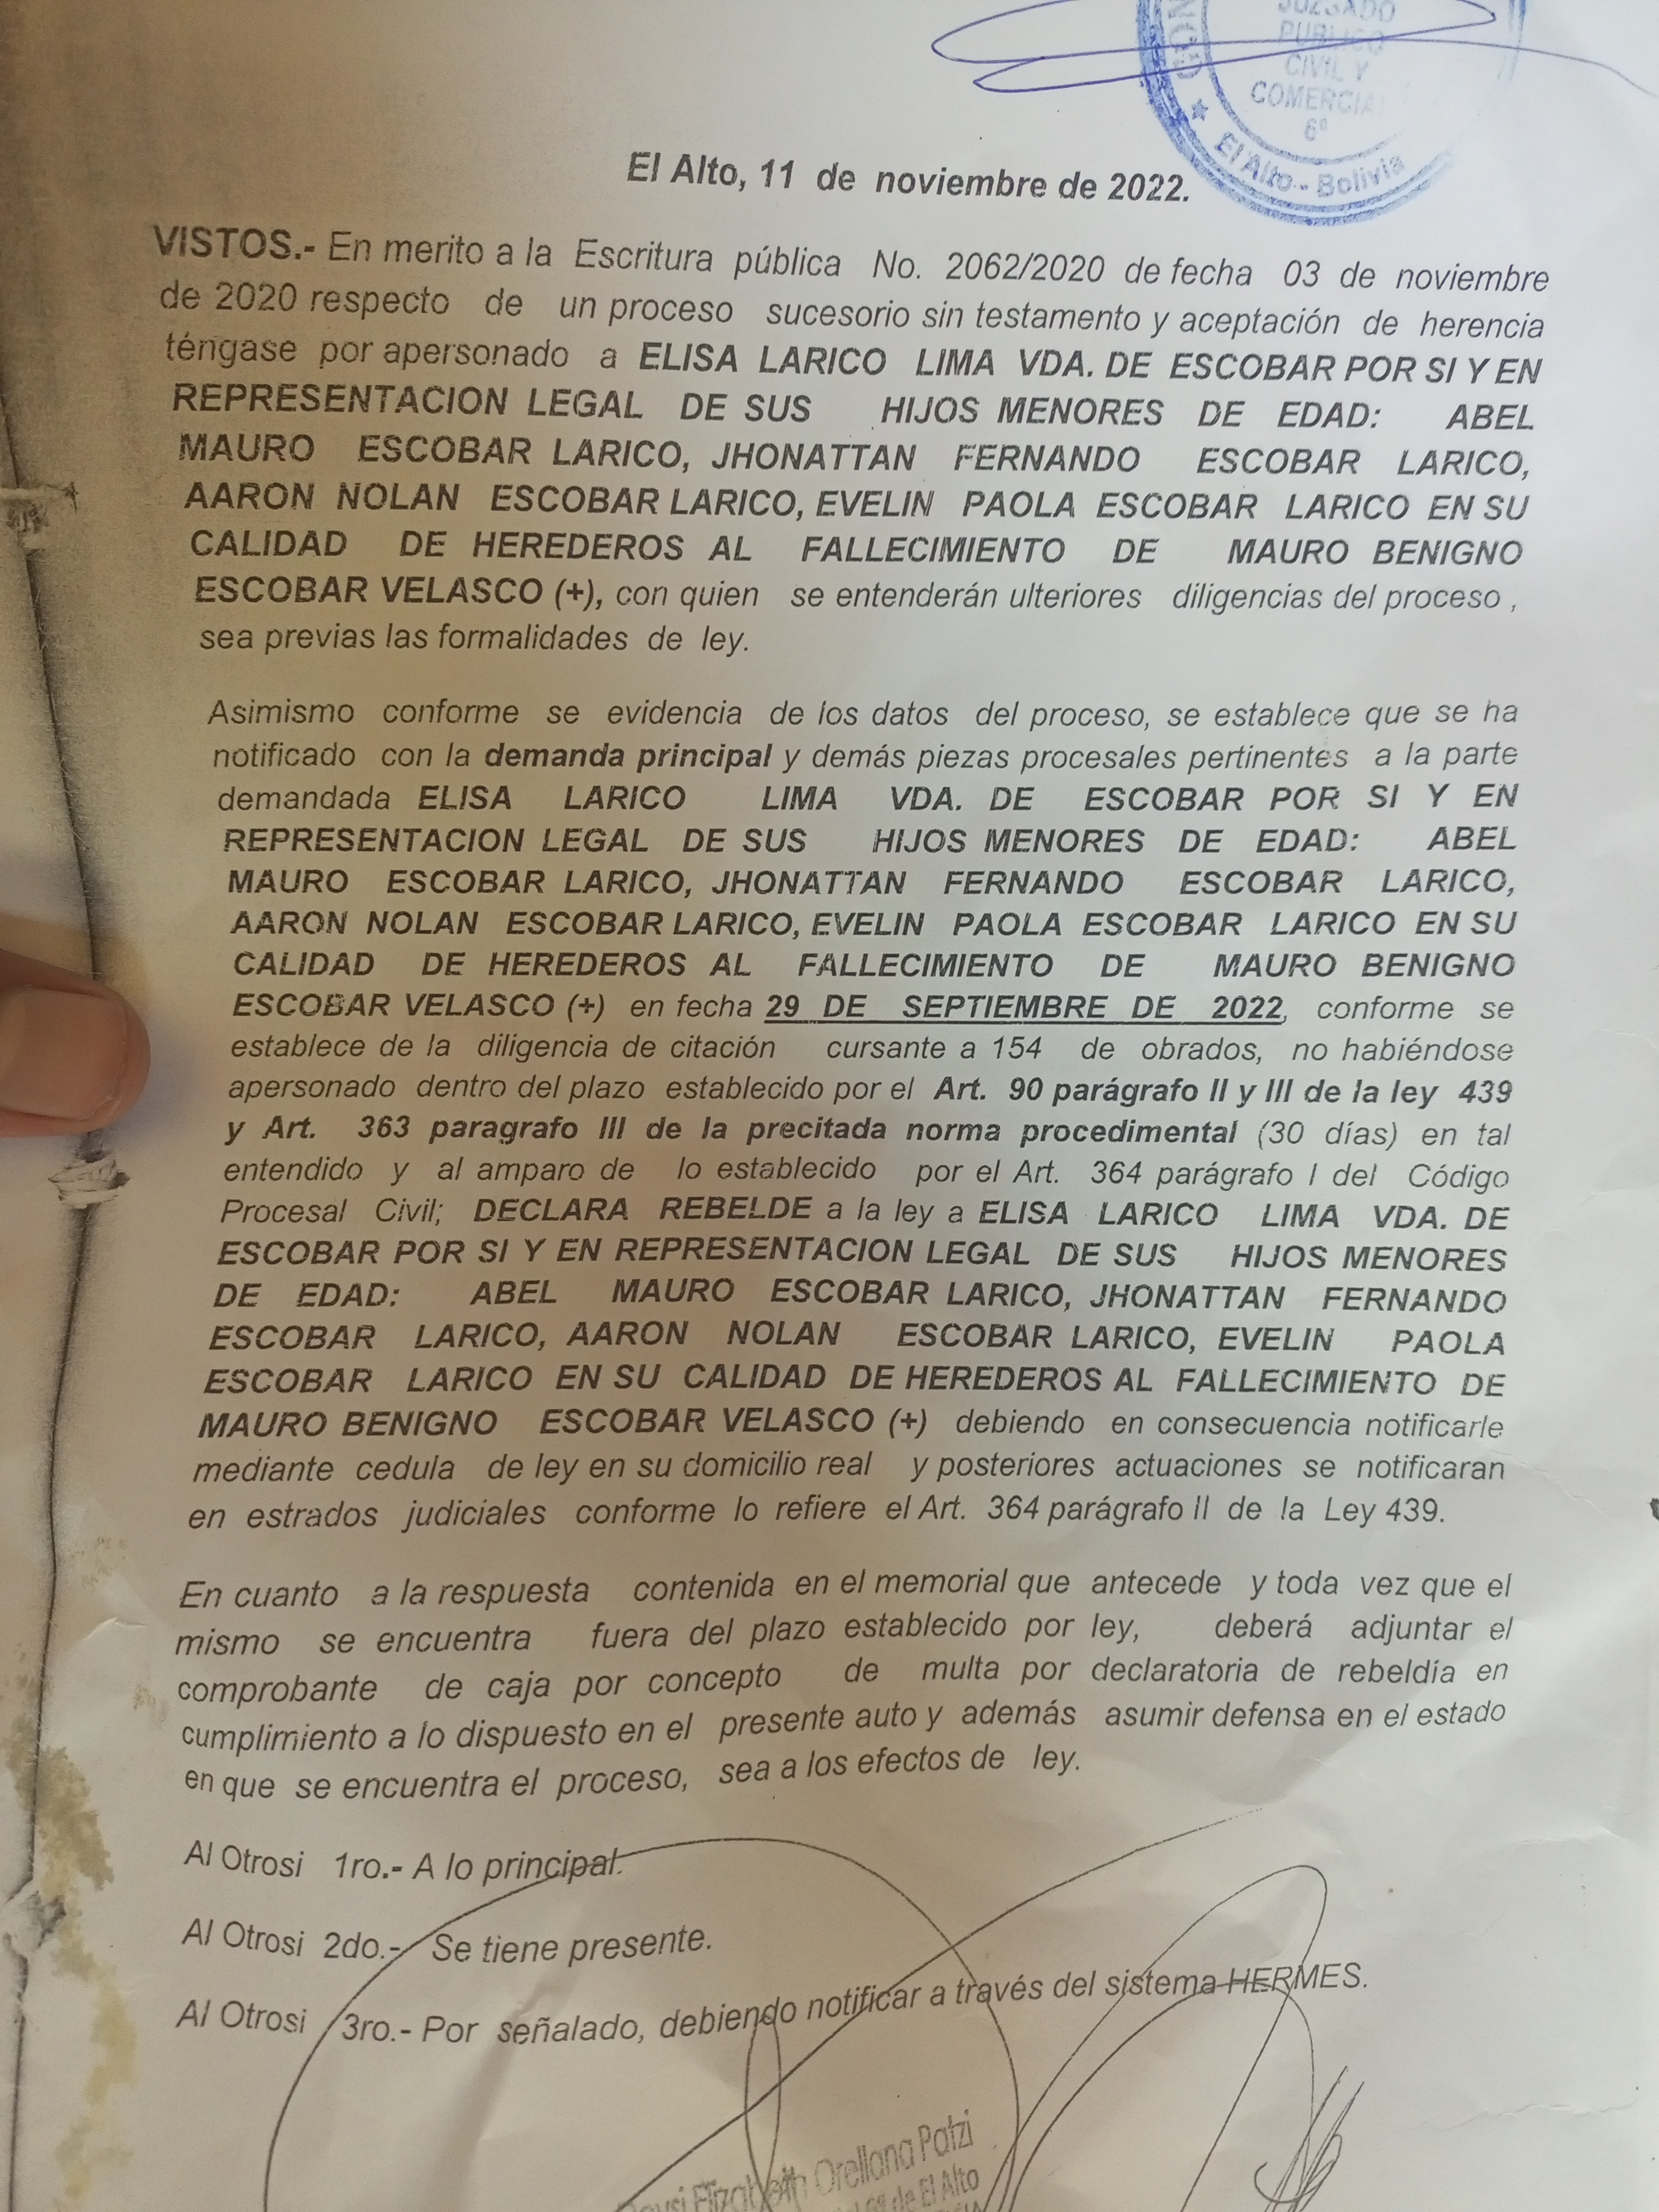 JUZGADO
PUBLICO
CIVIL Y
COMERCIAL
6º
El Alto - Bolivia
El Alto, 11 de noviembre de 2022.
VISTOS.- En merito a la Escritura pública No. 2062/2020 de fecha 03 de noviembre
de 2020 respecto de un proceso sucesorio sin testamento y aceptación de herencia
téngase por apersonado a ELISA LARICO LIMA VDA. DE ESCOBAR POR SI Y EN
REPRESENTACION LEGAL DE SUS HIJOS MENORES DE EDAD: ABEL
MAURO ESCOBAR LARICO, JHONATTAN FERNANDO ESCOBAR LARICO,
AARON NOLAN ESCOBAR LARICO, EVELIN PAOLA ESCOBAR LARICO EN SU
CALIDAD DE HEREDEROS AL FALLECIMIENTO DE MAURO BENIGNO
ESCOBAR VELASCO (+), con quien se entenderán ulteriores diligencias del proceso ,
sea previas las formalidades de ley.
Asimismo conforme se evidencia de los datos del proceso, se establece que se ha
notificado con la demanda principal y demás piezas procesales pertinentes a la parte
demandada ELISA LARICO LIMA VDA. DE ESCOBAR POR SI Y EN
REPRESENTACION LEGAL DE SUS HIJOS MENORES DE EDAD: ABEL
MAURO ESCOBAR LARICO, JHONATTAN FERNANDO ESCOBAR LARICO,
AARON NOLAN ESCOBAR LARICO, EVELIN PAOLA ESCOBAR LARICO EN SU
CALIDAD DE HEREDEROS AL FALLECIMIENTO DE MAURO BENIGNO
ESCOBAR VELASCO (+) en fecha 29 DE SEPTIEMBRE DE 2022, conforme se
establece de la diligencia de citación cursante a 154 de obrados, no habiéndose
apersonado dentro del plazo establecido por el Art. 90 parágrafo II y III de la ley 439
y Art. 363 paragrafo III de la precitada norma procedimental (30 días) en tal
entendido y al amparo de lo establecido por el Art. 364 parágrafo I del Código
Procesal Civil; DECLARA REBELDE a la ley a ELISA LARICO LIMA VDA. DE
ESCOBAR POR SI Y EN REPRESENTACION LEGAL DE SUS HIJOS MENORES
DE EDAD: ABEL MAURO ESCOBAR LARICO, JHONATTAN FERNANDO
ESCOBAR LARICO, AARON NOLAN ESCOBAR LARICO, EVELIN PAOLA
ESCOBAR LARICO EN SU CALIDAD DE HEREDEROS AL FALLECIMIENTO DE
MAURO BENIGNO ESCOBAR VELASCO (+) debiendo en consecuencia notificarle
mediante cedula de ley en su domicilio real y posteriores actuaciones se notificaran
en estrados judiciales conforme lo refiere el Art. 364 parágrafo II de la Ley 439.
En cuanto a la respuesta contenida en el memorial que antecede y toda vez que el
mismo se encuentra fuera del plazo establecido por ley, deberá adjuntar el
comprobante de caja por concepto de multa por declaratoria de rebeldía en
cumplimiento a lo dispuesto en el presente auto y además asumir defensa en el estado
en que se encuentra el proceso, sea a los efectos de ley.
Al Otrosi 1ro.- A lo principal.
Al Otrosi 2do.- Se tiene presente.
Al Otrosi 3ro.- Por señalado, debiendo notificar a través del sistema HERMES.
Elizabeth Orellana Patzi
de El Alto